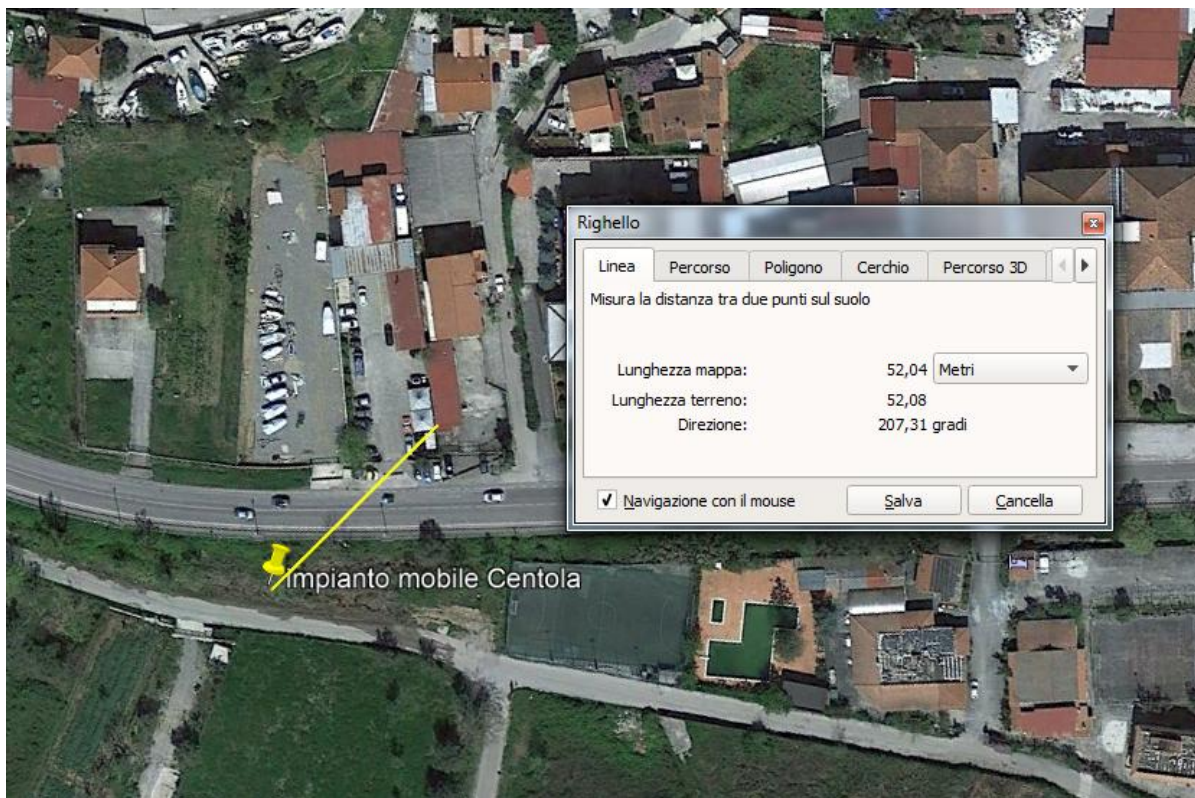 Righello
Linea Percorso Poligono Cerchio Percorso 3D
Misura la distanza tra due punti sul suolo
Lunghezza mappa: 52,04 Metri
Lunghezza terreno: 52,08
Direzione: 207,31 gradi
Navigazione con il mouse Salva Cancella
Impianto mobile Centola